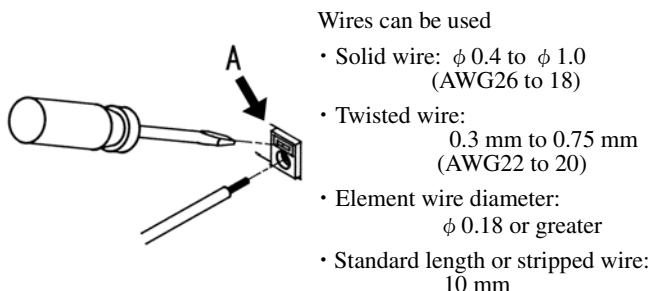 A
Wires can be used
・Solid wire: φ 0.4 to φ 1.0
(AWG26 to 18)
・Twisted wire:
0.3 mm to 0.75 mm
(AWG22 to 20)
・Element wire diameter:
φ 0.18 or greater
・Standard length or stripped wire:
10 mm